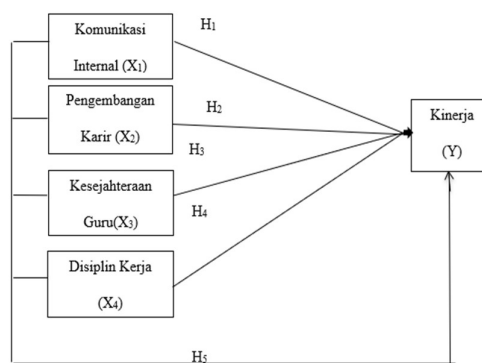 Komunikasi
Internal (X₁)
H₁
Pengembangan
Karir (X₂)
H₂
Kinerja
(Y)
H₃
Kesejahteraan
Guru(X₃)
H₄
Disiplin Kerja
(X₄)
H₅